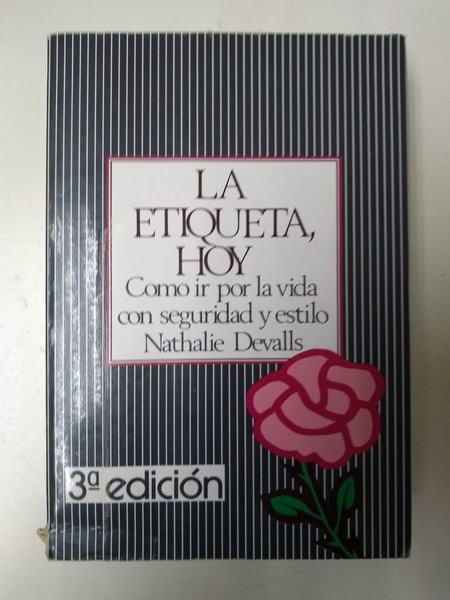 LA
ETIQUETA,
HOY
Como ir por la vida
con seguridad y estilo
Nathalie Devalls
3ª edición